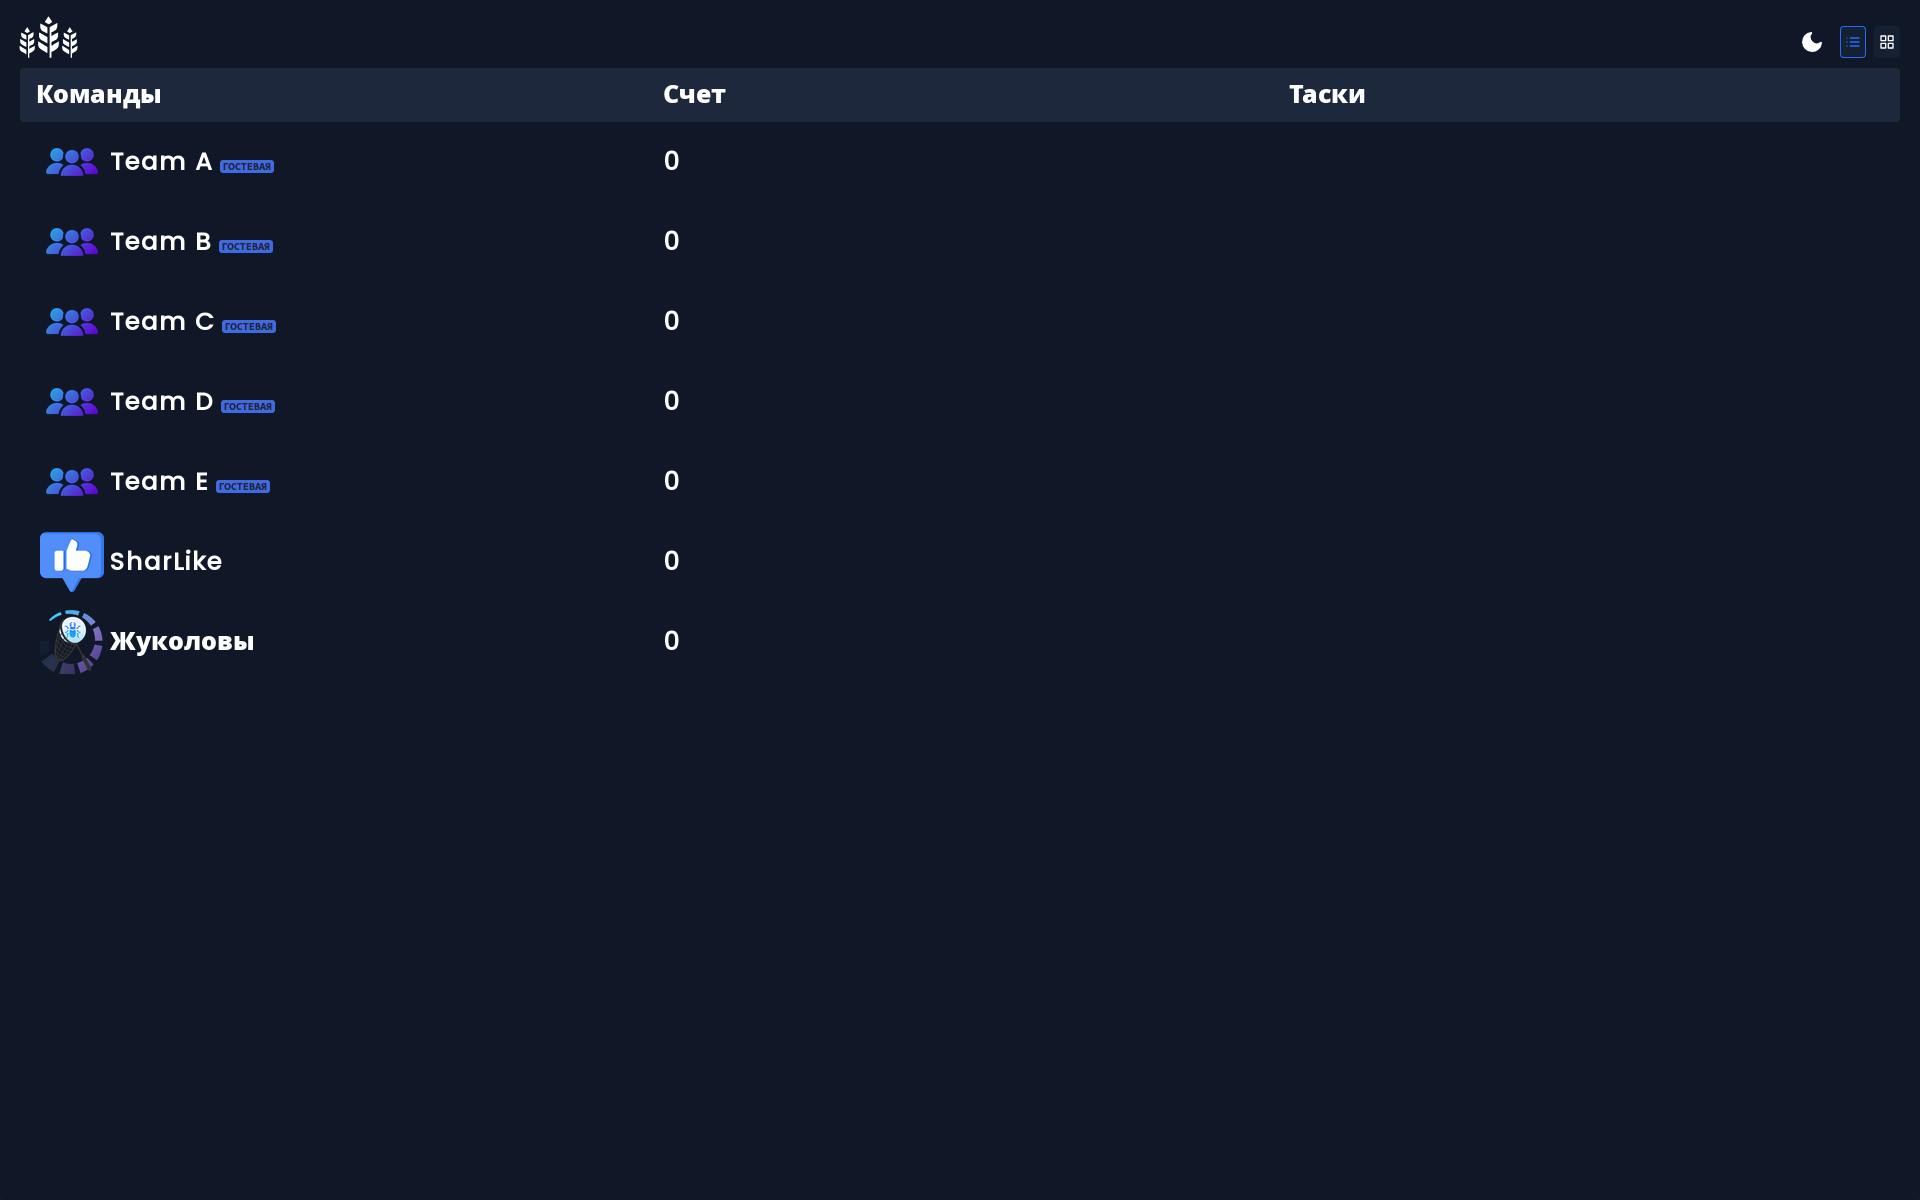 Команды Счет Таски
Team A ГОСТЕВАЯ 0
Team B ГОСТЕВАЯ 0
Team C ГОСТЕВАЯ 0
Team D ГОСТЕВАЯ 0
Team E ГОСТЕВАЯ 0
SharLike 0
Жуколовы 0